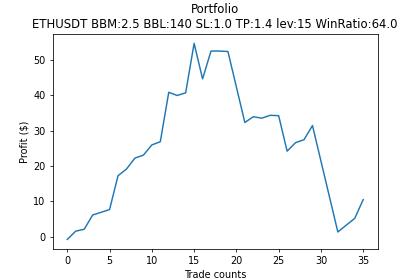 Portfolio
ETHUSDT BBM:2.5 BBL:140 SL:1.0 TP:1.4 lev:15 WinRatio:64.0
Profit ($)
50
40
30
20
10
0
0 5 10 15 20 25 30 35
Trade counts